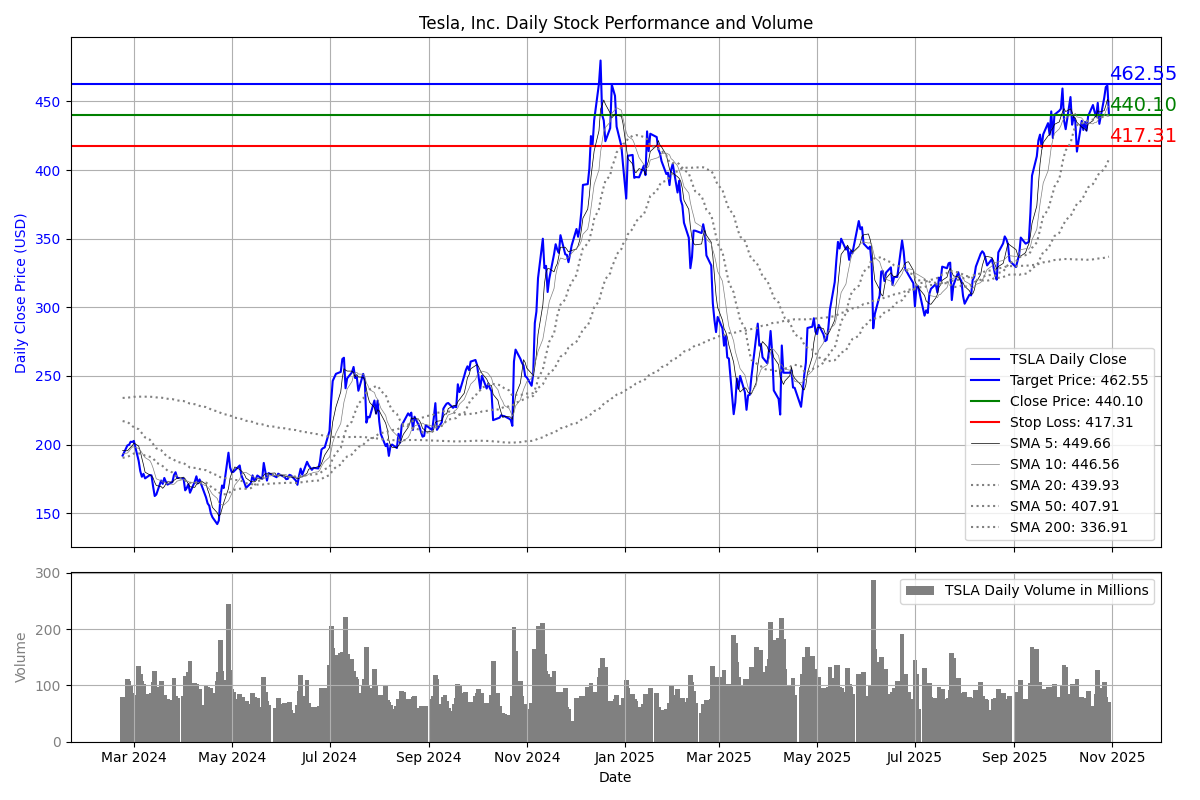 Tesla, Inc. Daily Stock Performance and Volume
Daily Close Price (USD)
450
400
350
300
250
200
150
462.55
440.10
417.31
TSLA Daily Close
Target Price: 462.55
Close Price: 440.10
Stop Loss: 417.31
SMA 5: 449.66
SMA 10: 446.56
SMA 20: 439.93
SMA 50: 407.91
SMA 200: 336.91
Volume
300
200
100
0
TSLA Daily Volume in Millions
Mar 2024 May 2024 Jul 2024 Sep 2024 Nov 2024 Jan 2025 Mar 2025 May 2025 Jul 2025 Sep 2025 Nov 2025
Date